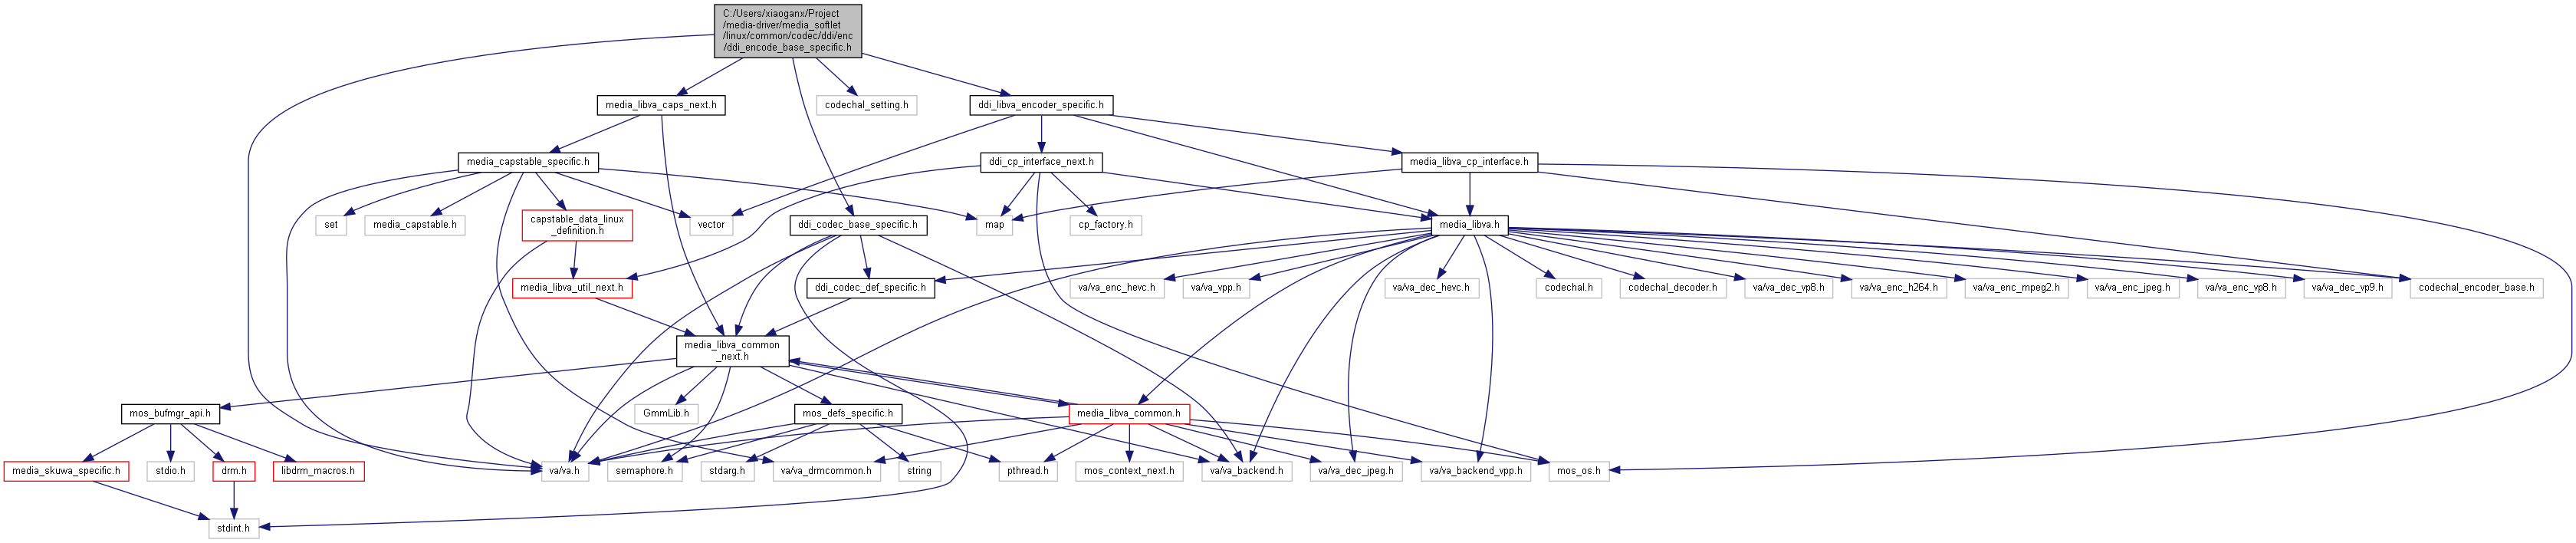 C:/Users/xiaoganx/Project
/media-driver/media_softlet
/linux/common/codec/ddi/enc
/ddi_encode_base_specific.h
media_libva_caps_next.h
codechal_setting.h
ddi_libva_encoder_specific.h
media_capstable_specific.h
ddi_cp_interface_next.h
media_libva_cp_interface.h
set
media_capstable.h
capstable_data_linux
_definition.h
vector
ddi_codec_base_specific.h
map
cp_factory.h
media_libva.h
media_libva_util_next.h
ddi_codec_def_specific.h
va/va_enc_hevc.h
va/va_vpp.h
va/va_dec_hevc.h
codechal.h
codechal_decoder.h
va/va_dec_vp8.h
va/va_enc_h264.h
va/va_enc_mpeg2.h
va/va_enc_jpeg.h
va/va_enc_vp8.h
va/va_dec_vp9.h
codechal_encoder_base.h
media_libva_common
_next.h
mos_bufmgr_api.h
GmmLib.h
mos_defs_specific.h
media_libva_common.h
media_skuwa_specific.h
stdio.h
drm.h
libdrm_macros.h
va/va.h
semaphore.h
stdarg.h
va/va_drmcommon.h
string
pthread.h
mos_context_next.h
va/va_backend.h
va/va_dec_jpeg.h
va/va_backend_vpp.h
mos_os.h
stdint.h